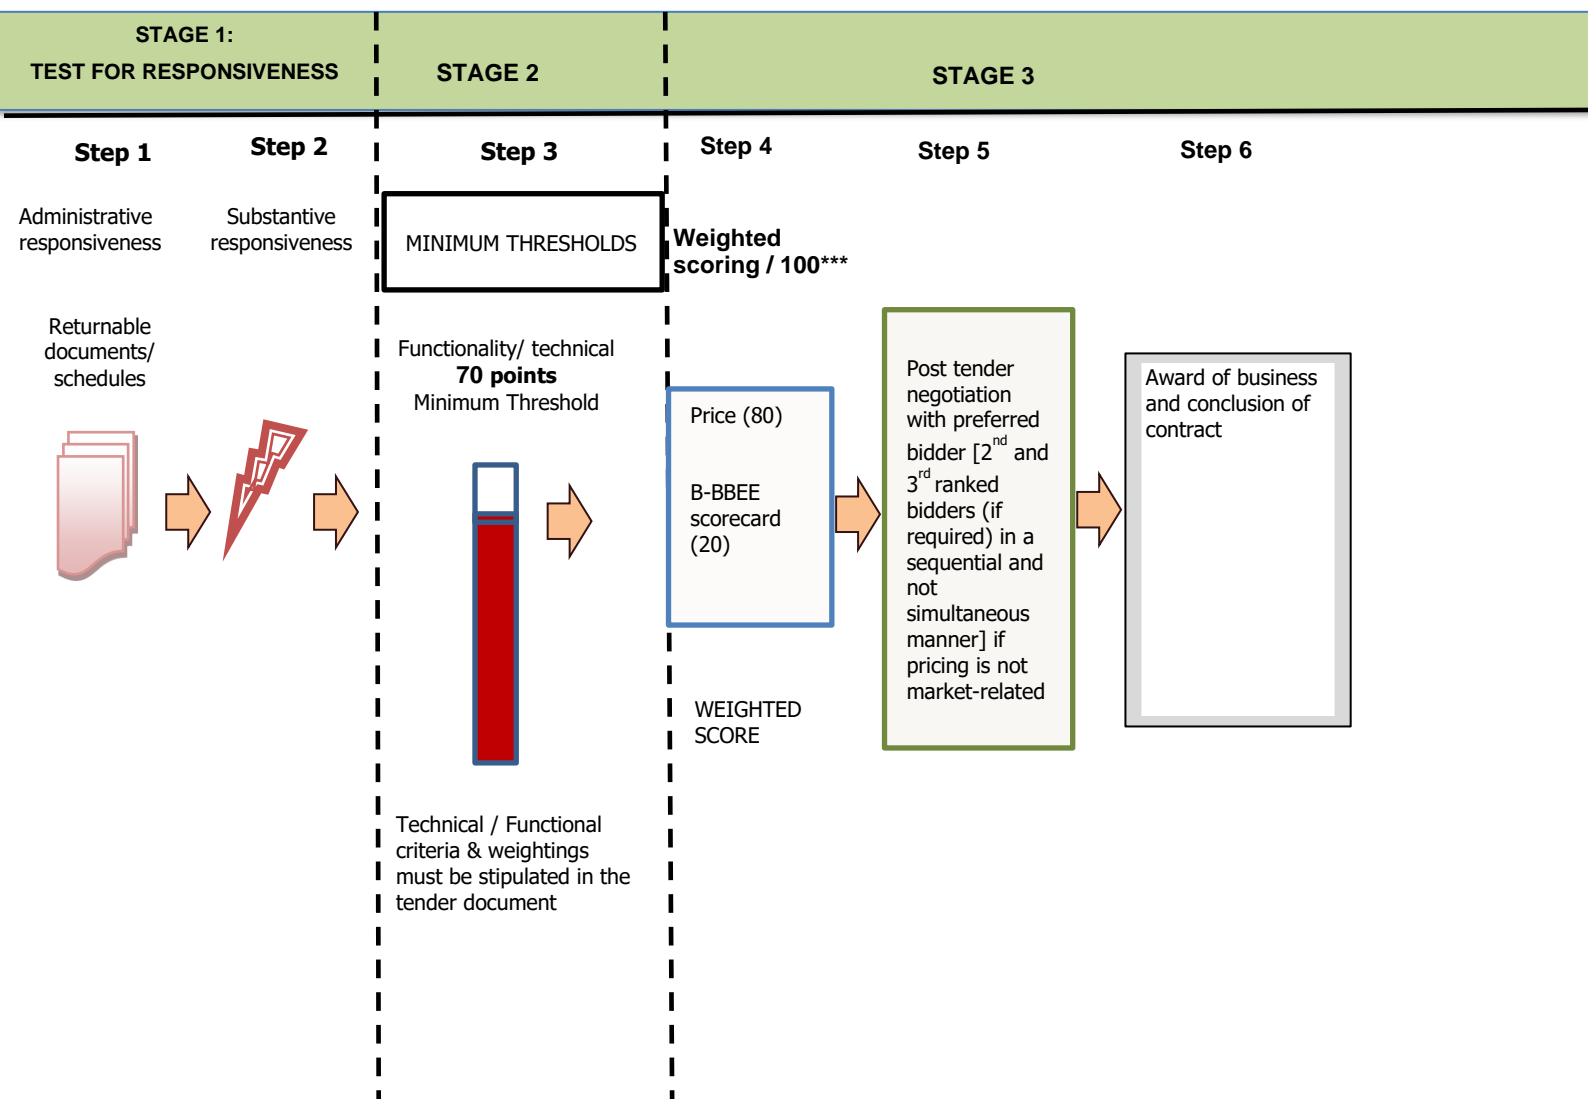 STAGE 1:
TEST FOR RESPONSIVENESS
STAGE 2
STAGE 3
Step 1
Step 2
Step 3
Step 4
Step 5
Step 6
Administrative
responsiveness
Substantive
responsiveness
MINIMUM THRESHOLDS
Weighted
scoring / 100***
Returnable
documents/
schedules
Functionality/ technical
70 points
Minimum Threshold
Price (80)
B-BBEE
scorecard
(20)
WEIGHTED
SCORE
Post tender
negotiation
with preferred
bidder [2nd and
3rd ranked
bidders (if
required) in a
sequential and
not
simultaneous
manner] if
pricing is not
market-related
Award of business
and conclusion of
contract
Technical / Functional
criteria & weightings
must be stipulated in the
tender document